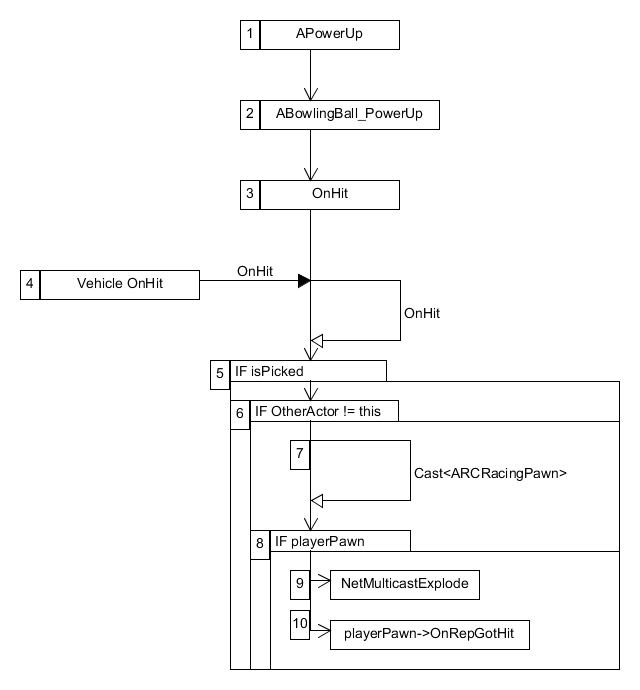 1 APowerUp
2 ABowlingBall_PowerUp
3 OnHit
4 Vehicle OnHit
OnHit
OnHit
5 IF isPicked
6 IF OtherActor != this
7
Cast<ARCRacingPawn>
8 IF playerPawn
9 NetMulticastExplode
10 playerPawn->OnRepGotHit